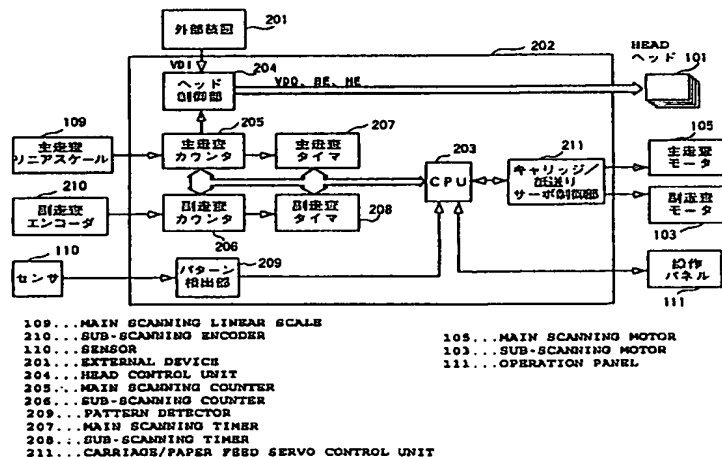 201
外部装置
202
HEAD
ヘッド 101
VDI
204
ヘッド
制御部
VDO、BE、HE
109
主走査
リニアスケール
205
主走査
カウンタ
207
主走査
タイマ
203
CPU
211
キャリッジ/
紙送り
サーボ制御部
105
主走査
モータ
210
副走査
エンコーダ
副走査
カウンタ
206
副走査
タイマ
208
副走査
モータ
103
110
センサ
209
パターン
検出部
操作
パネル
111
109...MAIN SCANNING LINEAR SCALE
210...SUB-SCANNING ENCODER
110...SENSOR
201...EXTERNAL DEVICE
204...HEAD CONTROL UNIT
205...MAIN SCANNING COUNTER
206...SUB-SCANNING COUNTER
209...PATTERN DETECTOR
207...MAIN SCANNING TIMER
208...SUB-SCANNING TIMER
211...CARRIAGE/PAPER FEED SERVO CONTROL UNIT
105...MAIN SCANNING MOTOR
103...SUB-SCANNING MOTOR
111...OPERATION PANEL